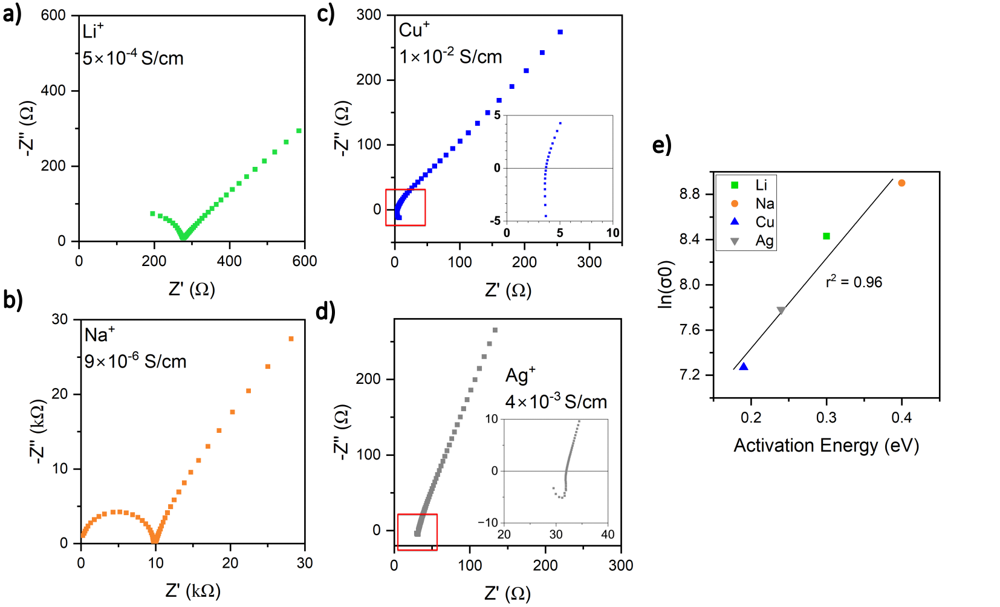 a)
Li⁺
5×10⁻⁴ S/cm
600
400
200
0
0 200 400 600
-Z'' (Ω)
Z' (Ω)
b)
Na⁺
9×10⁻⁶ S/cm
30
20
10
0
0 10 20 30
-Z'' (kΩ)
Z' (kΩ)
c)
Cu⁺
1×10⁻² S/cm
300
200
100
0
0 100 200 300
-Z'' (Ω)
Z' (Ω)
5
0
-5
0 5 10
d)
Ag⁺
4×10⁻³ S/cm
200
100
0
0 100 200 300
-Z'' (Ω)
Z' (Ω)
10
0
−10
20 30 40
e)
Li
Na
Cu
Ag
8.8
8.4
8.0
7.6
7.2
0.2 0.3 0.4
r² = 0.96
ln(σ0)
Activation Energy (eV)